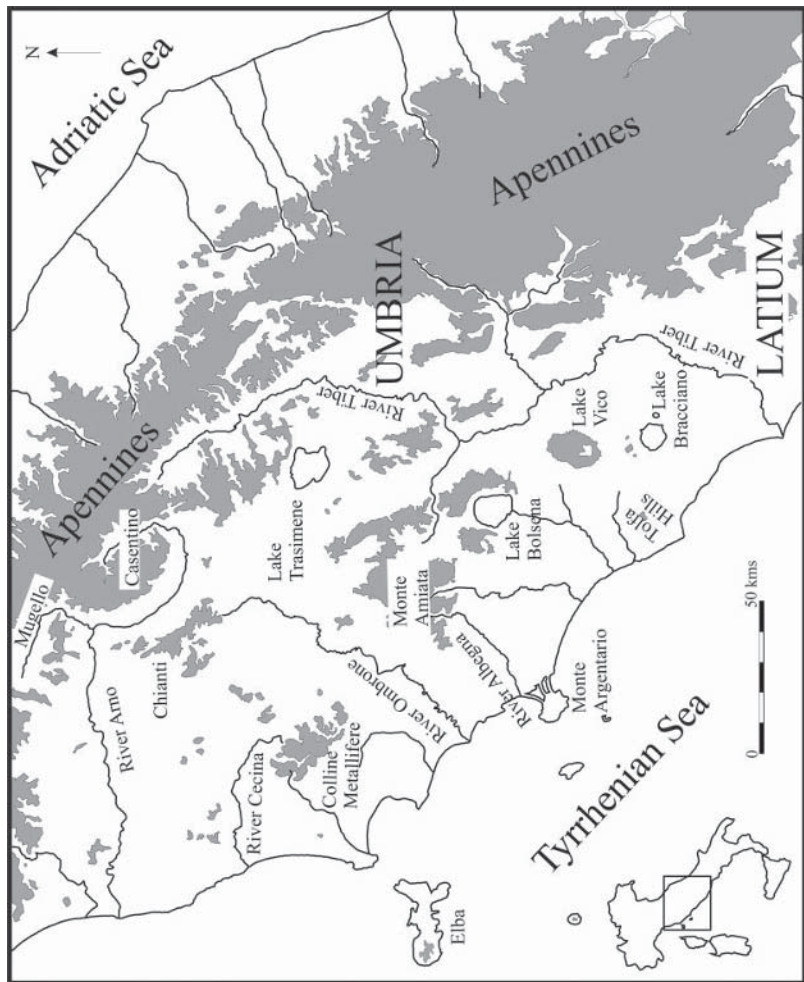 N
Adriatic Sea
Mugello
Apennines
Casentino
River Arno
Chianti
River Tiber
Lake
Trasimene
UMBRIA
Apennines
River Cecina
Colline
Metallifere
River Ombrone
Monte
Amiata
River Albegna
Lake
Bolsena
Lake
Vico
River Tiber
Elba
Monte
Argentario
Tolfa
Hills
Lake
Bracciano
LATIUM
Tyrrhenian Sea
0
50 kms